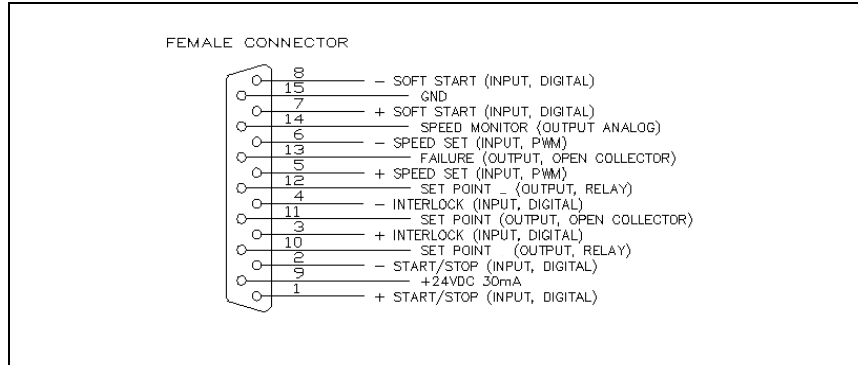 FEMALE CONNECTOR
8 - SOFT START (INPUT, DIGITAL)
15 GND
7 + SOFT START (INPUT, DIGITAL)
14 SPEED MONITOR (OUTPUT ANALOG)
6 - SPEED SET (INPUT, PWM)
13 FAILURE (OUTPUT, OPEN COLLECTOR)
5 + SPEED SET (INPUT, PWM)
12 SET POINT _ (OUTPUT, RELAY)
4 - INTERLOCK (INPUT, DIGITAL)
11 SET POINT (OUTPUT, OPEN COLLECTOR)
3 + INTERLOCK (INPUT, DIGITAL)
10 SET POINT (OUTPUT, RELAY)
2 - START/STOP (INPUT, DIGITAL)
9 +24VDC 30mA
1 + START/STOP (INPUT, DIGITAL)